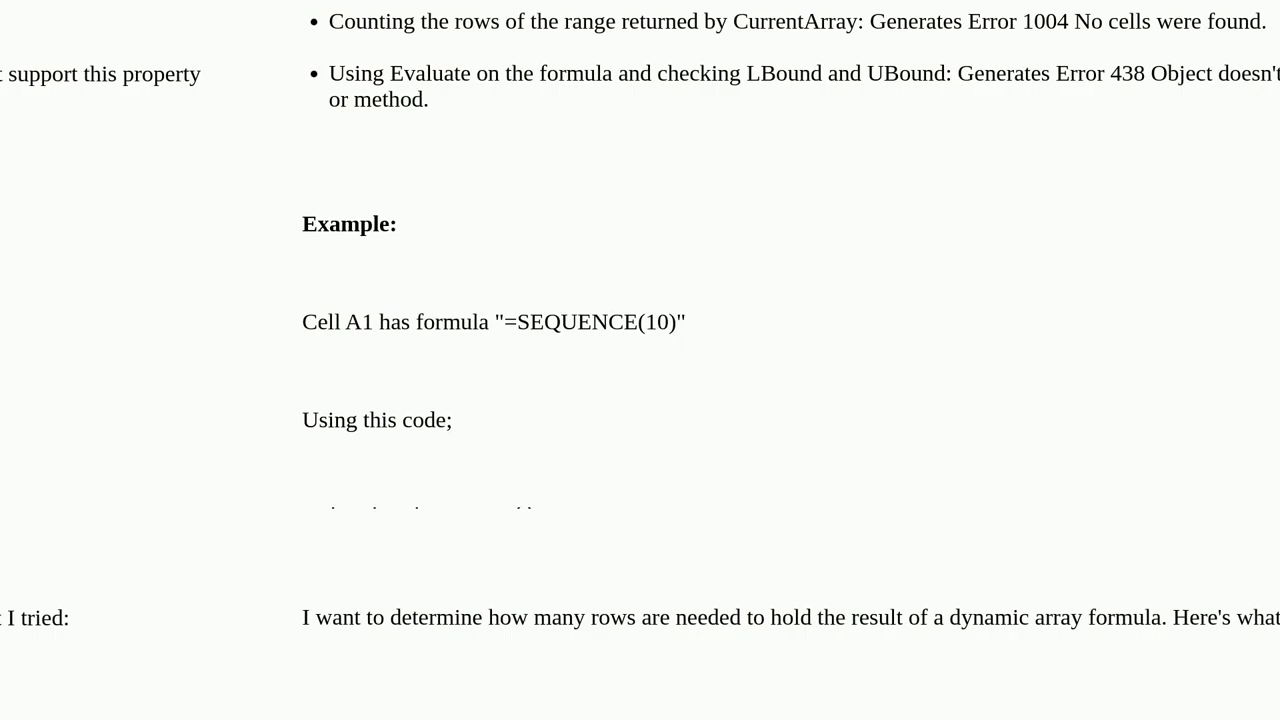 • Counting the rows of the range returned by CurrentArray: Generates Error 1004 No cells were found.
t support this property
• Using Evaluate on the formula and checking LBound and UBound: Generates Error 438 Object doesn't
or method.
Example:
Cell A1 has formula "=SEQUENCE(10)"
Using this code;
t I tried:
I want to determine how many rows are needed to hold the result of a dynamic array formula. Here's what